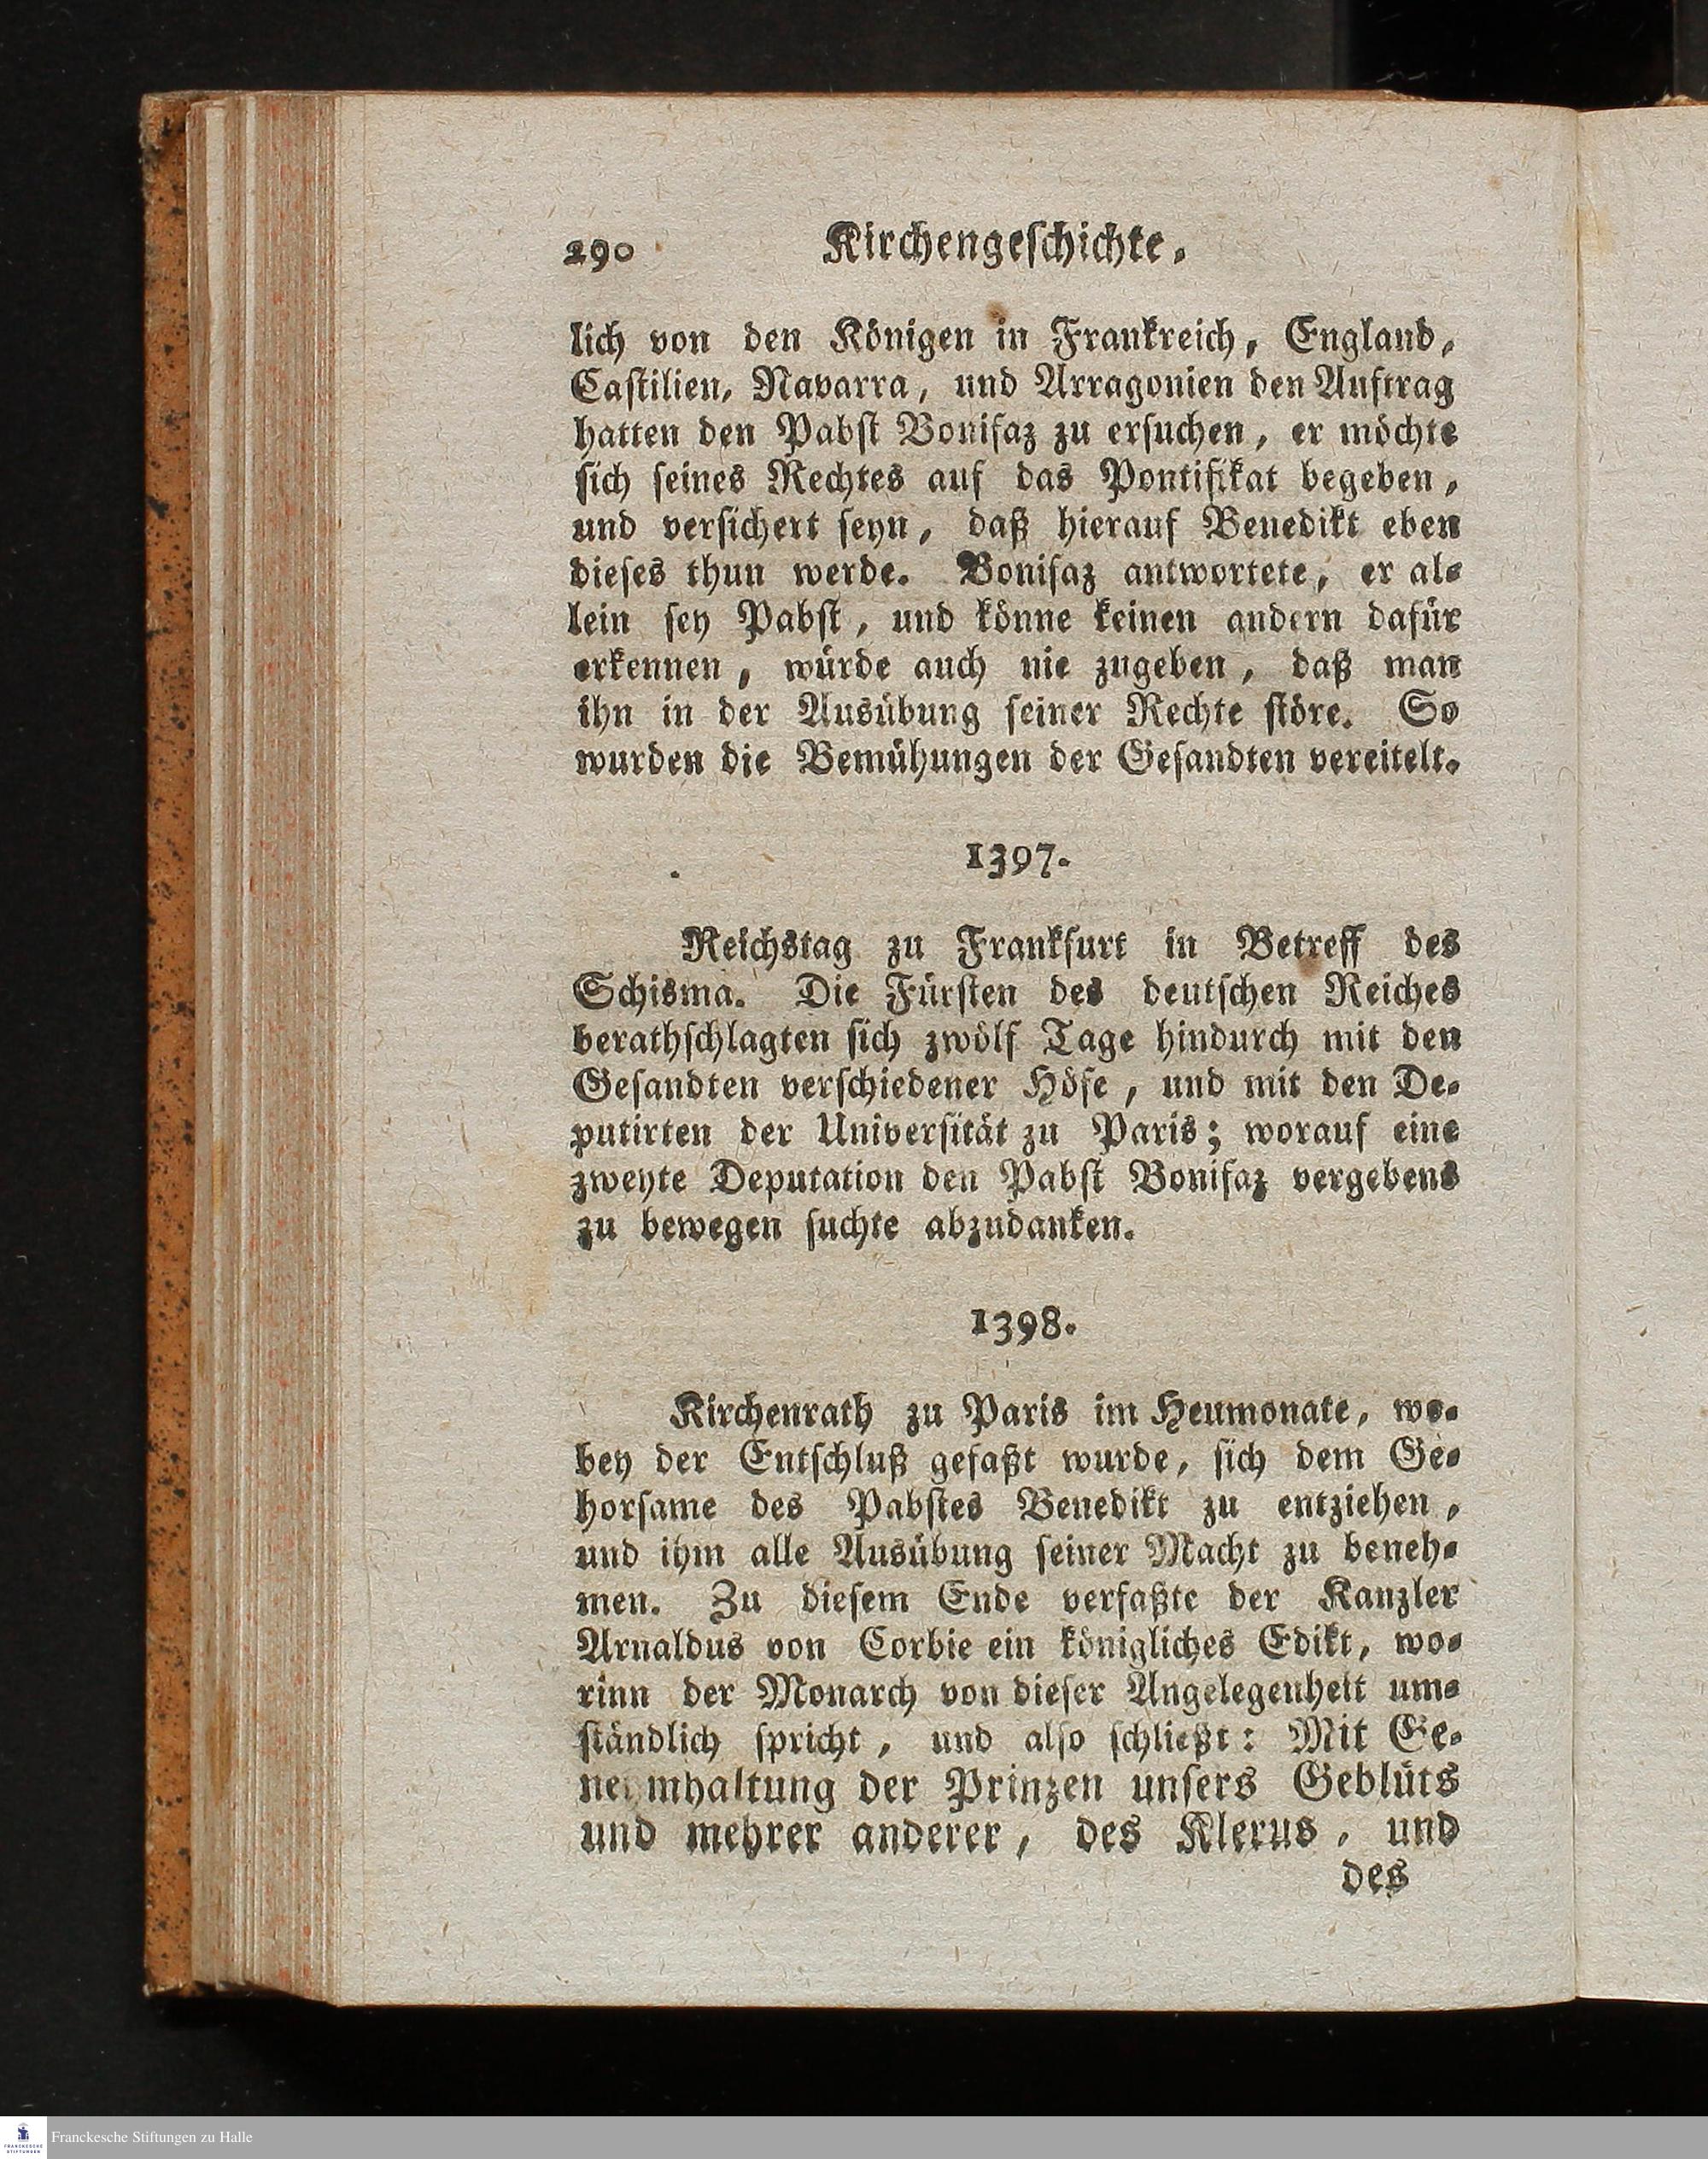 290 Kirchengeschichte.
lich von den Königen in Frankreich, England,
Castilien, Navarra, und Arragonien den Auftrag
hatten den Pabst Bonifaz zu ersuchen, er möchte
sich seines Rechtes auf das Pontifikat begeben,
und versichert seyn, daß hierauf Benedikt eben
dieses thun werde. Bonifaz antwortete, er al-
lein sey Pabst, und könne keinen andern dafür
erkennen, würde auch nie zugeben, daß man
ihn in der Ausübung seiner Rechte störe. So
wurden die Bemühungen der Gesandten vereitelt.
1397.
Reichstag zu Frankfurt in Betreff des
Schisma. Die Fürsten des deutschen Reiches
berathschlagten sich zwölf Tage hindurch mit den
Gesandten verschiedener Höfe, und mit den De-
putirten der Universität zu Paris; worauf eine
zweyte Deputation den Pabst Bonifaz vergebens
zu bewegen suchte abzudanken.
1398.
Kirchenrath zu Paris im Heumonate, wo-
bey der Entschluß gefaßt wurde, sich dem Ge-
horsame des Pabstes Benedikt zu entziehen,
und ihm alle Ausübung seiner Macht zu beneh-
men. Zu diesem Ende verfaßte der Kanzler
Arnaldus von Corbie ein königliches Edikt, wo-
rinn der Monarch von dieser Angelegenheit um-
ständlich spricht, und also schließt: Mit Ge-
nehmhaltung der Prinzen unsers Geblüts
und mehrer anderer, des Klerus, und
des
Franckesche Stiftungen zu Halle